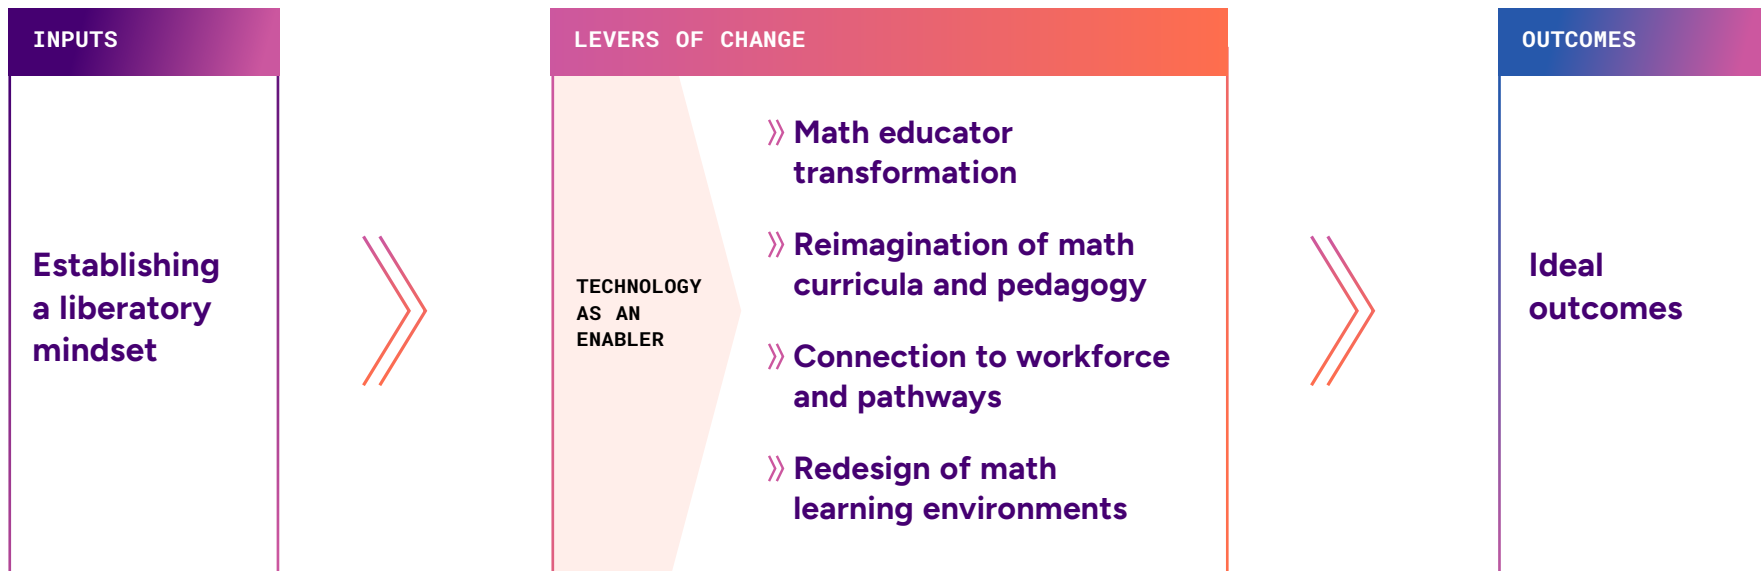 INPUTS
Establishing
a liberatory
mindset
LEVERS OF CHANGE
TECHNOLOGY
AS AN
ENABLER
Math educator
transformation
Reimagination of math
curricula and pedagogy
Connection to workforce
and pathways
Redesign of math
learning environments
OUTCOMES
Ideal
outcomes